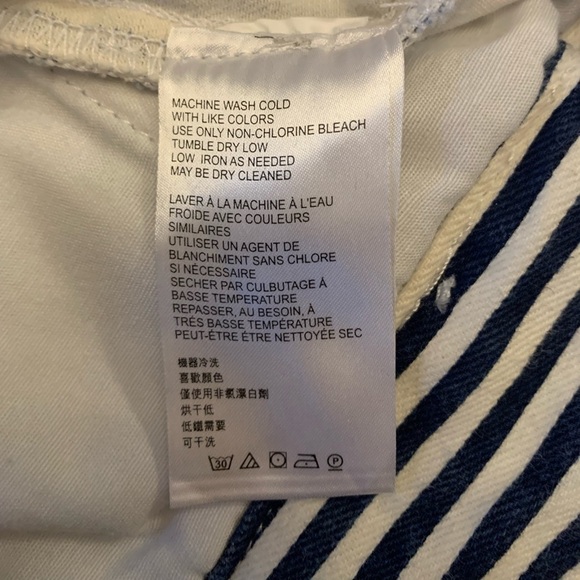 MACHINE WASH COLD
WITH LIKE COLORS
USE ONLY NON-CHLORINE BLEACH
TUMBLE DRY LOW
LOW IRON AS NEEDED
MAY BE DRY CLEANED
LAVER À LA MACHINE À L'EAU
FROIDE AVEC COULEURS
SIMILAIRES
UTILISER UN AGENT DE
BLANCHIMENT SANS CHLORE
SI NÉCESSAIRE
SECHER PAR CULBUTAGE À
BASSE TEMPERATURE
REPASSER, AU BESOIN, À
TRÈS BASSE TEMPÉRATURE
PEUT-ÊTRE ÊTRE NETTOYÉE SEC
機器冷洗
喜歡顏色
僅使用非氯潔白劑
烘干低
低鐵需要
可干洗
30 P